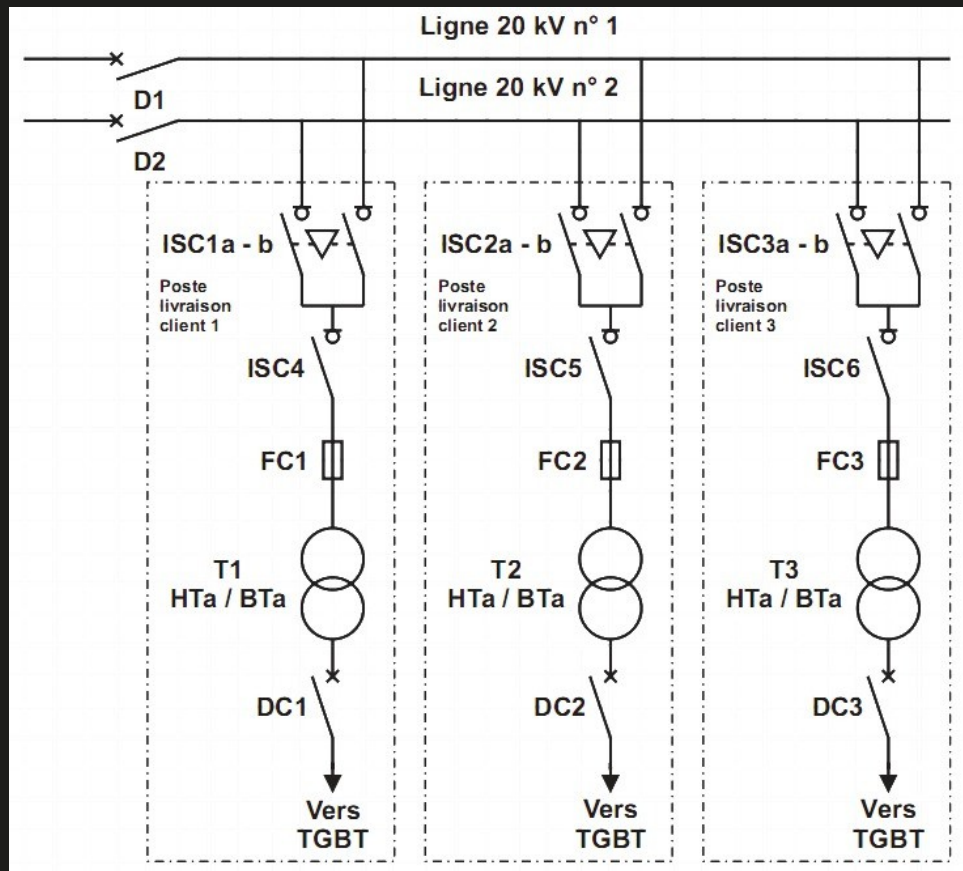 Ligne 20 kV n° 1
D1
Ligne 20 kV n° 2
D2
ISC1a - b
Poste
livraison
client 1
ISC4
FC1
T1
HTa / BTa
DC1
Vers
TGBT
ISC2a - b
Poste
livraison
client 2
ISC5
FC2
T2
HTa / BTa
DC2
Vers
TGBT
ISC3a - b
Poste
livraison
client 3
ISC6
FC3
T3
HTa / BTa
DC3
Vers
TGBT